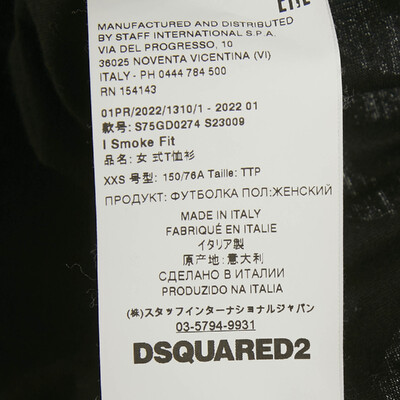 EAC
MANUFACTURED AND DISTRIBUTED
BY STAFF INTERNATIONAL S.P.A.
VIA DEL PROGRESSO, 10
36025 NOVENTA VICENTINA (VI)
ITALY - PH 0444 784 500
RN 154143
01PR/2022/1310/1 - 2022 01
款号: S75GD0274 S23009
I Smoke Fit
品名: 女式T恤衫
XXS 号型: 150/76A Taille: TTP
ПРОДУКТ: ФУТБОЛКА ПОЛ:ЖЕНСКИЙ
MADE IN ITALY
FABRIQUÉ EN ITALIE
イタリア製
原产地: 意大利
СДЕЛАНО В ИТАЛИИ
PRODUZIDO NA ITALIA
(株)スタッフインターナショナルジャパン
03-5794-9931
DSQUARED2